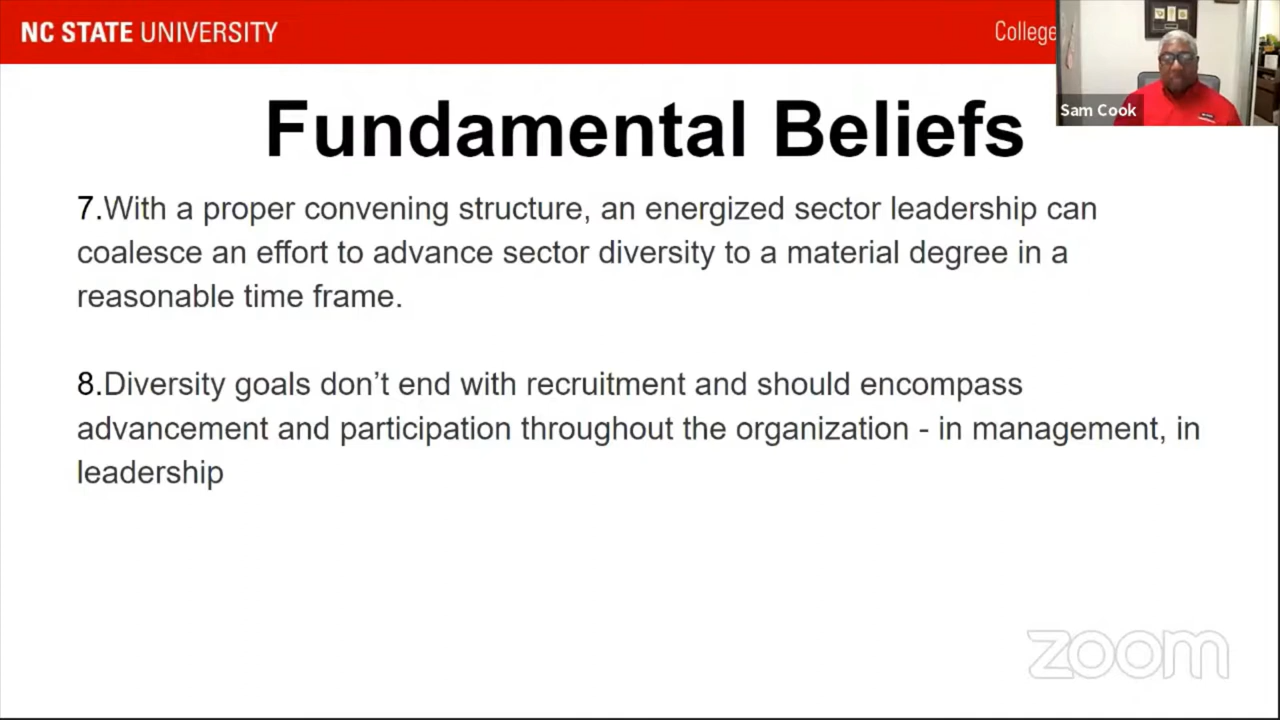 NC STATE UNIVERSITY
College
Sam Cook
Fundamental Beliefs
7.With a proper convening structure, an energized sector leadership can
coalesce an effort to advance sector diversity to a material degree in a
reasonable time frame.
8.Diversity goals don’t end with recruitment and should encompass
advancement and participation throughout the organization - in management, in
leadership
zoom